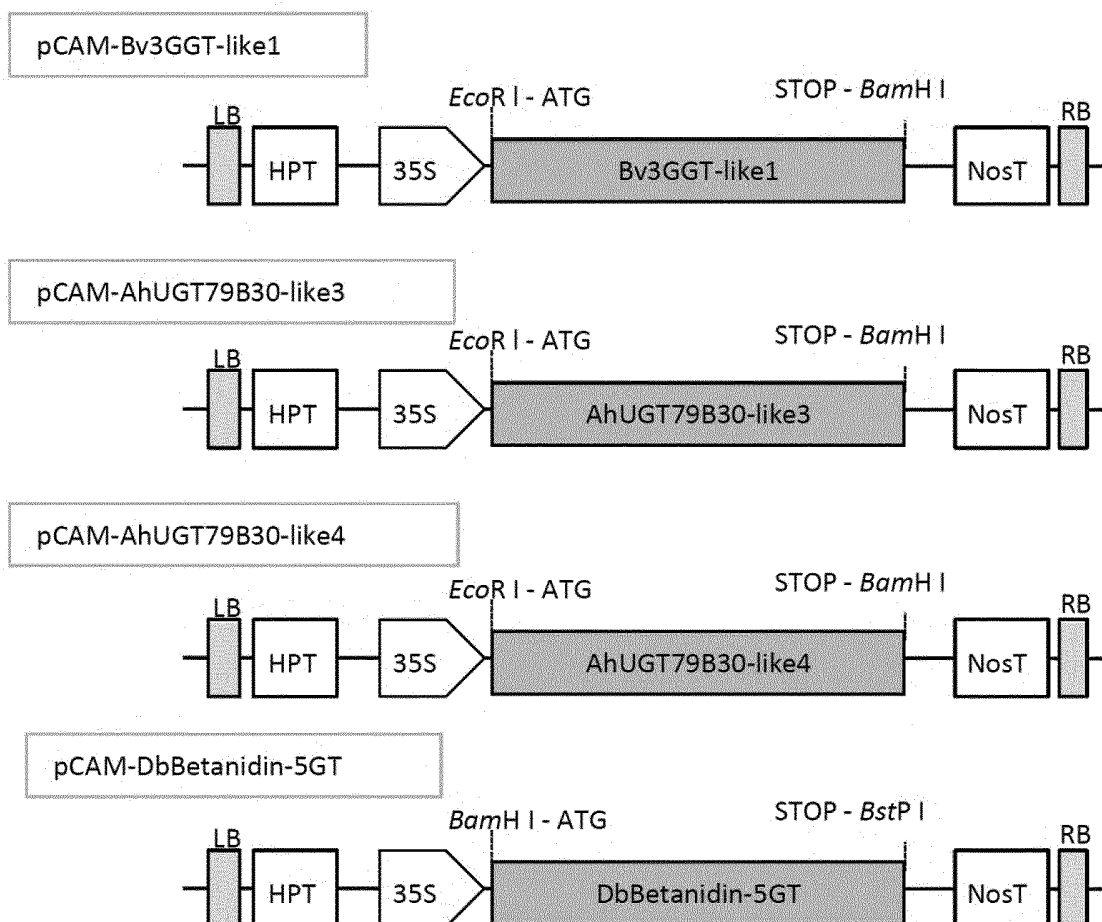 pCAM-Bv3GGT-like1
EcoR I - ATG
STOP - BamH I
LB
RB
HPT
35S
Bv3GGT-like1
NosT
pCAM-AhUGT79B30-like3
EcoR I - ATG
STOP - BamH I
LB
RB
HPT
35S
AhUGT79B30-like3
NosT
pCAM-AhUGT79B30-like4
EcoR I - ATG
STOP - BamH I
LB
RB
HPT
35S
AhUGT79B30-like4
NosT
pCAM-DbBetanidin-5GT
BamH I - ATG
STOP - BstP I
LB
RB
HPT
35S
DbBetanidin-5GT
NosT